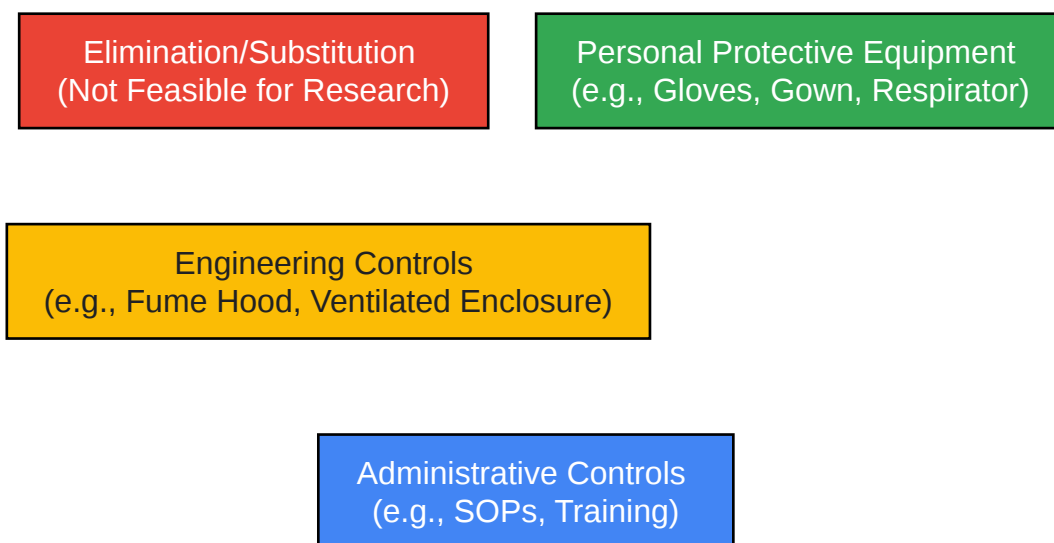 Elimination/Substitution
(Not Feasible for Research)
Personal Protective Equipment
(e.g., Gloves, Gown, Respirator)
Engineering Controls
(e.g., Fume Hood, Ventilated Enclosure)
Administrative Controls
(e.g., SOPs, Training)